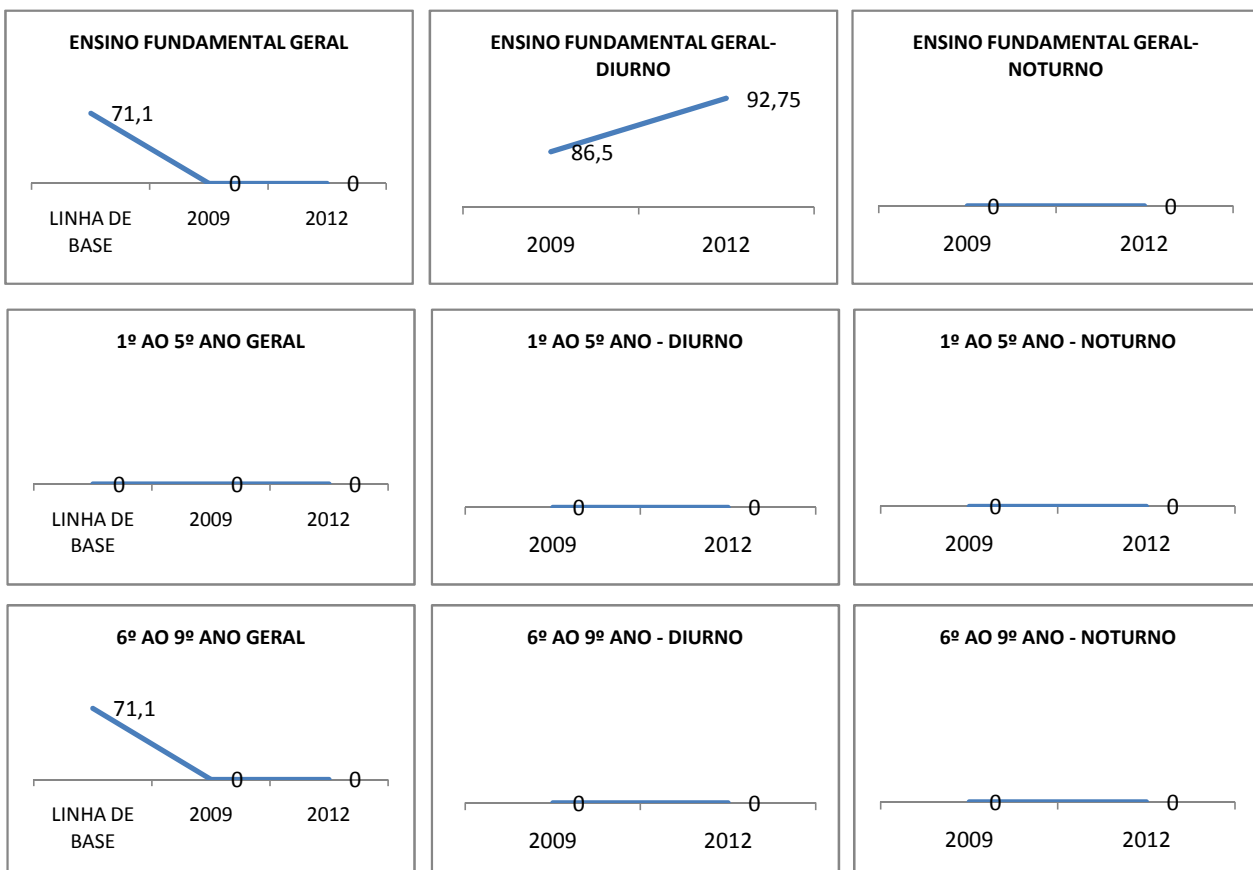 ENSINO FUNDAMENTAL GERAL
71,1
0
0
LINHA DE
BASE
2009
2012
ENSINO FUNDAMENTAL GERAL-
DIURNO
92,75
86,5
2009
2012
ENSINO FUNDAMENTAL GERAL-
NOTURNO
0
0
2009
2012
1º AO 5º ANO GERAL
0
0
0
LINHA DE
BASE
2009
2012
1º AO 5º ANO - DIURNO
0
0
2009
2012
1º AO 5º ANO - NOTURNO
0
0
2009
2012
6º AO 9º ANO GERAL
71,1
0
0
LINHA DE
BASE
2009
2012
6º AO 9º ANO - DIURNO
0
0
2009
2012
6º AO 9º ANO - NOTURNO
0
0
2009
2012